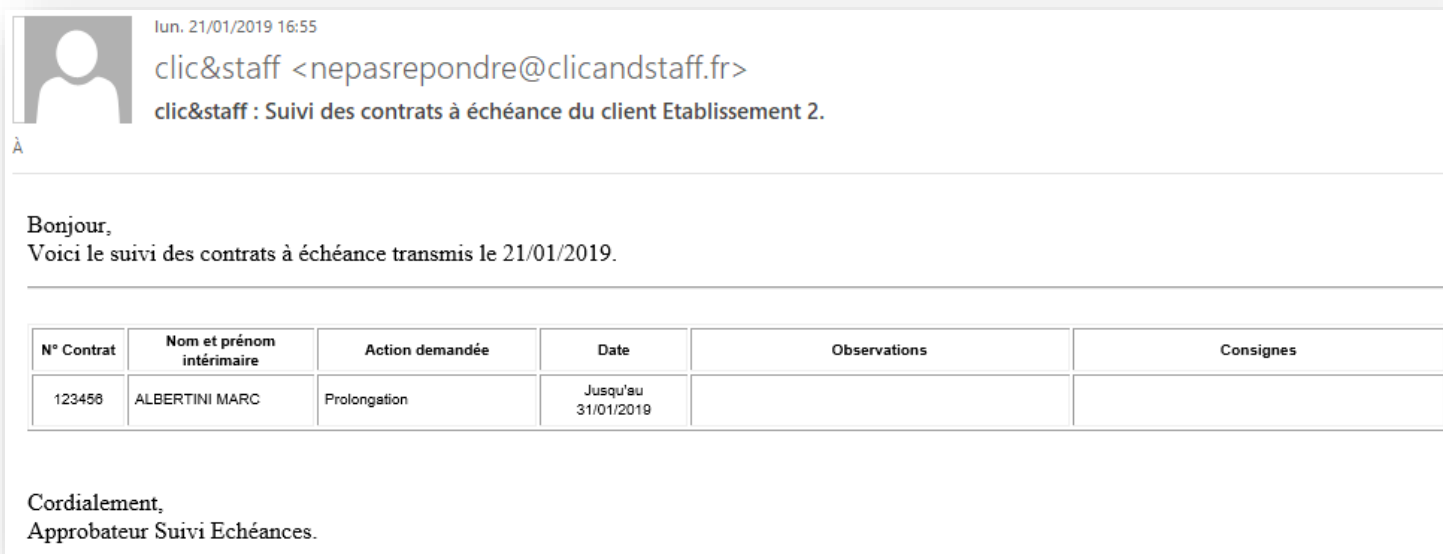 lun. 21/01/2019 16:55
clic&staff <nepasrepondre@clicandstaff.fr>
clic&staff : Suivi des contrats à échéance du client Etablissement 2.
À
Bonjour,
Voici le suivi des contrats à échéance transmis le 21/01/2019.
N° Contrat Nom et prénom intérimaire Action demandée Date Observations Consignes
123456 ALBERTINI MARC Prolongation Jusqu'au 31/01/2019
Cordialement,
Approbateur Suivi Echéances.